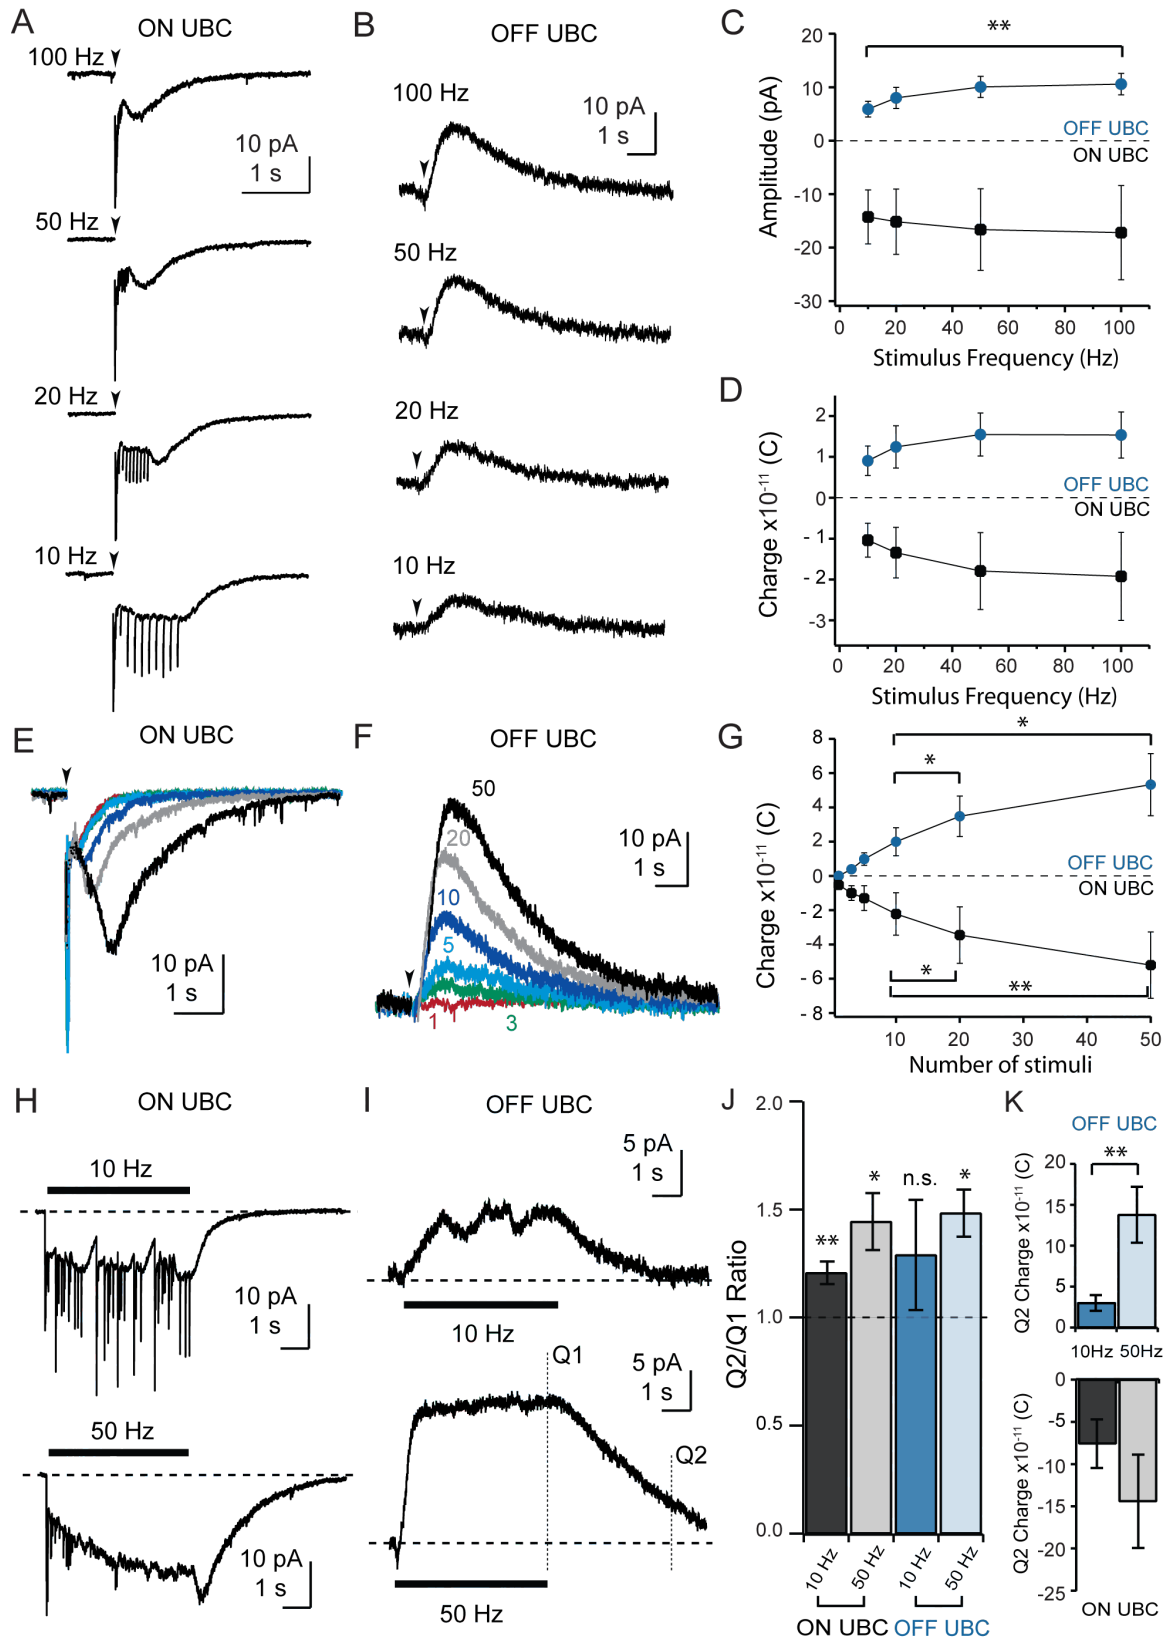 A
ON UBC
100 Hz
10 pA
1 s
50 Hz
20 Hz
10 Hz
B
OFF UBC
100 Hz
10 pA
1 s
50 Hz
20 Hz
10 Hz
C
**
Amplitude (pA)
20
10
0
-10
-20
-30
OFF UBC
ON UBC
0 20 40 60 80 100
Stimulus Frequency (Hz)
D
Charge x10⁻¹¹ (C)
2
1
0
-1
-2
-3
OFF UBC
ON UBC
0 20 40 60 80 100
Stimulus Frequency (Hz)
E
ON UBC
10 pA
1 s
F
OFF UBC
50
20
10
5
1
3
10 pA
1 s
G
*
*
Charge x10⁻¹¹ (C)
8
6
4
2
0
-2
-4
-6
-8
OFF UBC
ON UBC
*
**
10 20 30 40 50
Number of stimuli
H
ON UBC
10 Hz
10 pA
1 s
50 Hz
10 pA
1 s
I
OFF UBC
5 pA
1 s
10 Hz
Q1
5 pA
1 s
Q2
50 Hz
J
Q2/Q1 Ratio
2.0
1.5
1.0
0.5
0.0
**
*
n.s.
*
10 Hz
50 Hz
10 Hz
50 Hz
ON UBC
OFF UBC
K
OFF UBC
**
Q2 Charge x10⁻¹¹ (C)
20
15
10
5
0
10Hz 50Hz
Q2 Charge x10⁻¹¹ (C)
0
-5
-10
-15
-20
-25
ON UBC